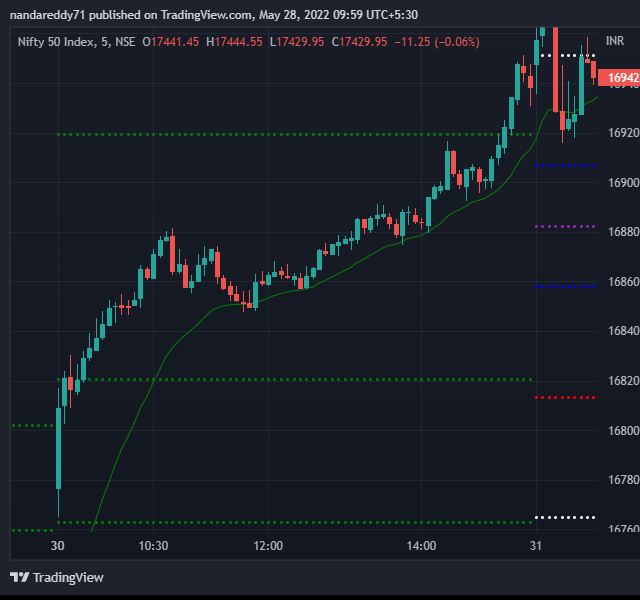 nandareddy71 published on TradingView.com, May 28, 2022 09:59 UTC+5:30
Nifty 50 Index, 5, NSE O17441.45 H17444.55 L17429.95 C17429.95 −11.25 (−0.06%)
INR
16942
16940
16920
16900
16880
16860
16840
16820
16800
16780
16760
30 10:30 12:00 14:00 31
TradingView